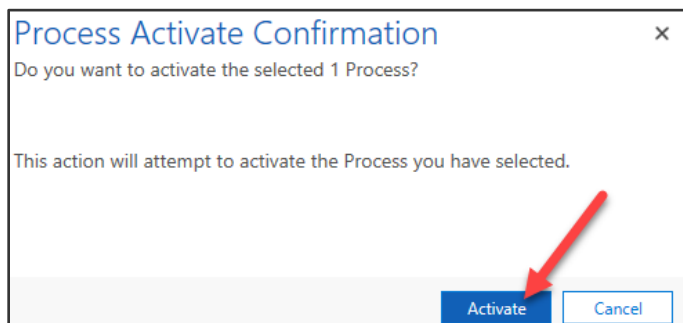 Process Activate Confirmation
Do you want to activate the selected 1 Process?
This action will attempt to activate the Process you have selected.
Activate
Cancel